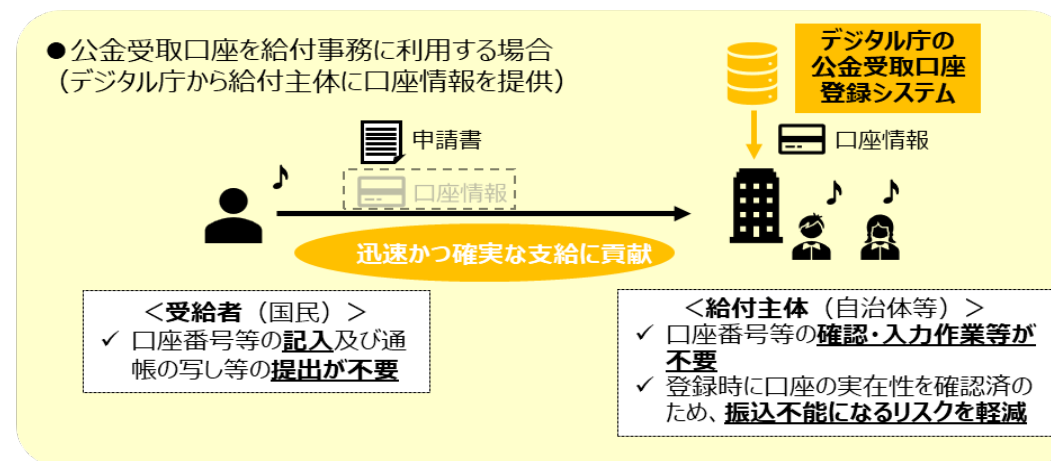 ●公金受取口座を給付事務に利用する場合
（デジタル庁から給付主体に口座情報を提供）
デジタル庁の
公金受取口座
登録システム
申請書
口座情報
口座情報
迅速かつ確実な支給に貢献
＜受給者（国民）＞
✓ 口座番号等の記入及び通
帳の写し等の提出が不要
＜給付主体（自治体等）＞
✓ 口座番号等の確認・入力作業等が
不要
✓ 登録時に口座の実在性を確認済の
ため、振込不能になるリスクを軽減